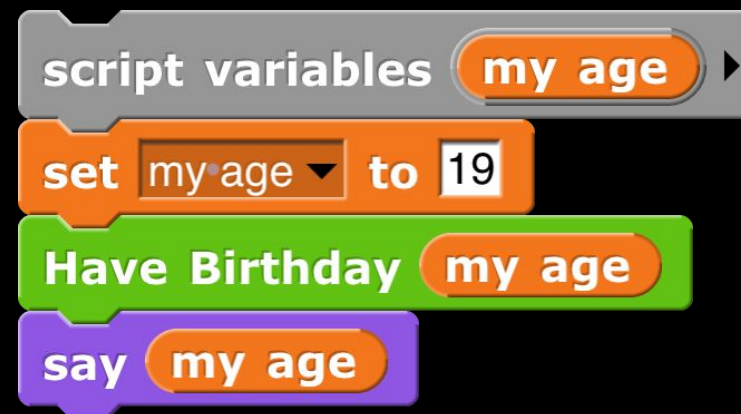 script variables my age
set my age to 19
Have Birthday my age
say my age